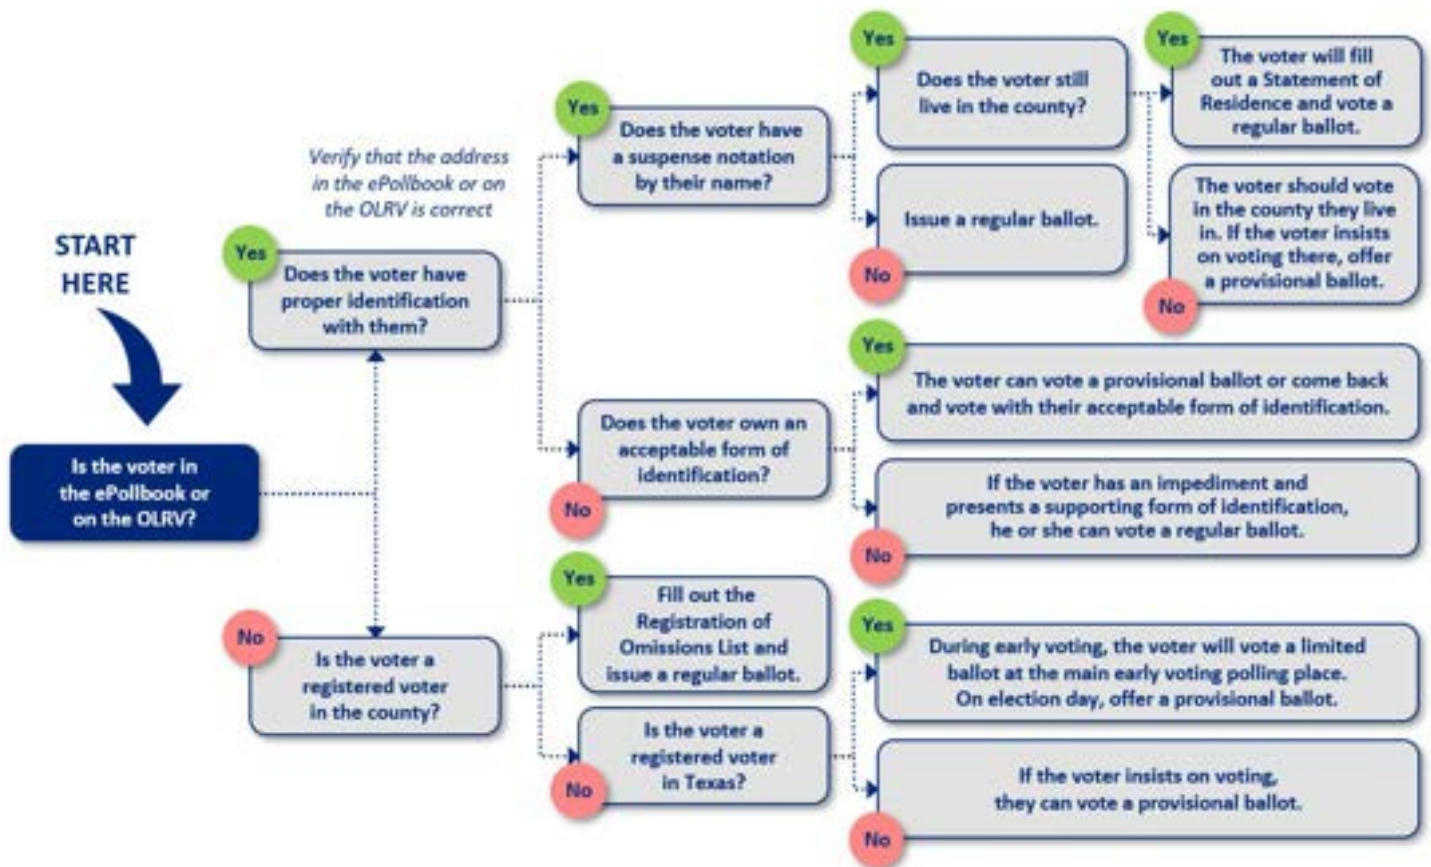 START
HERE
Is the voter in
the ePollbook or
on the OLRV?
Verify that the address
in the ePollbook or on
the OLRV is correct
Yes
Does the voter have
proper identification
with them?
No
Is the voter a
registered voter
in the county?
Yes
Does the voter have
a suspense notation
by their name?
Does the voter own an
acceptable form of
identification?
No
Yes
Fill out the
Registration of
Omissions List and
issue a regular ballot.
Is the voter a
registered voter
in Texas?
No
Yes
Does the voter still
live in the county?
Issue a regular ballot.
No
Yes
The voter will fill
out a Statement of
Residence and vote a
regular ballot.
The voter should vote
in the county they live
in. If the voter insists
on voting there, offer
a provisional ballot.
No
Yes
The voter can vote a provisional ballot or come back
and vote with their acceptable form of identification.
If the voter has an impediment and
presents a supporting form of identification,
he or she can vote a regular ballot.
No
Yes
During early voting, the voter will vote a limited
ballot at the main early voting polling place.
On election day, offer a provisional ballot.
If the voter insists on voting,
they can vote a provisional ballot.
No